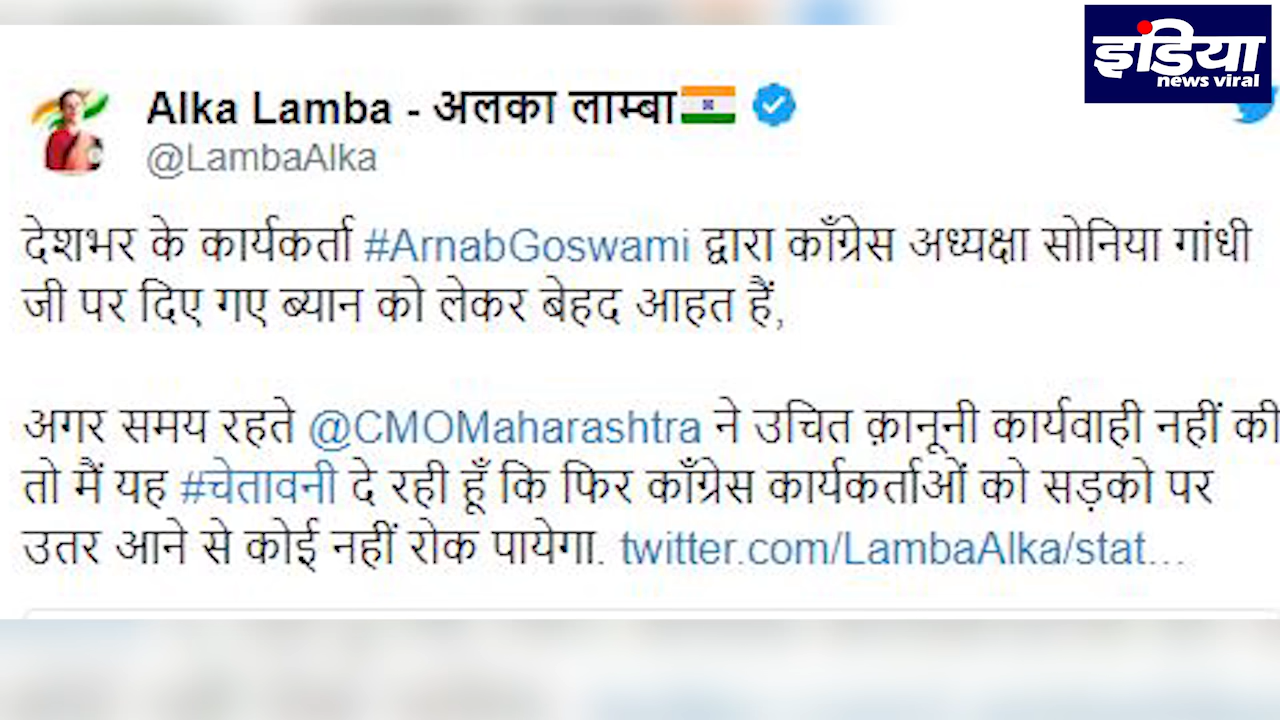 इंडिया
news viral
Alka Lamba - अलका लाम्बा
@LambaAlka
देशभर के कार्यकर्ता #ArnabGoswami द्वारा काँग्रेस अध्यक्षा सोनिया गांधी
जी पर दिए गए ब्यान को लेकर बेहद आहत हैं,
अगर समय रहते @CMOMaharashtra ने उचित क़ानूनी कार्यवाही नहीं की
तो मैं यह #चेतावनी दे रही हूँ कि फिर काँग्रेस कार्यकर्ताओं को सड़को पर
उतर आने से कोई नहीं रोक पायेगा. twitter.com/LambaAlka/stat...